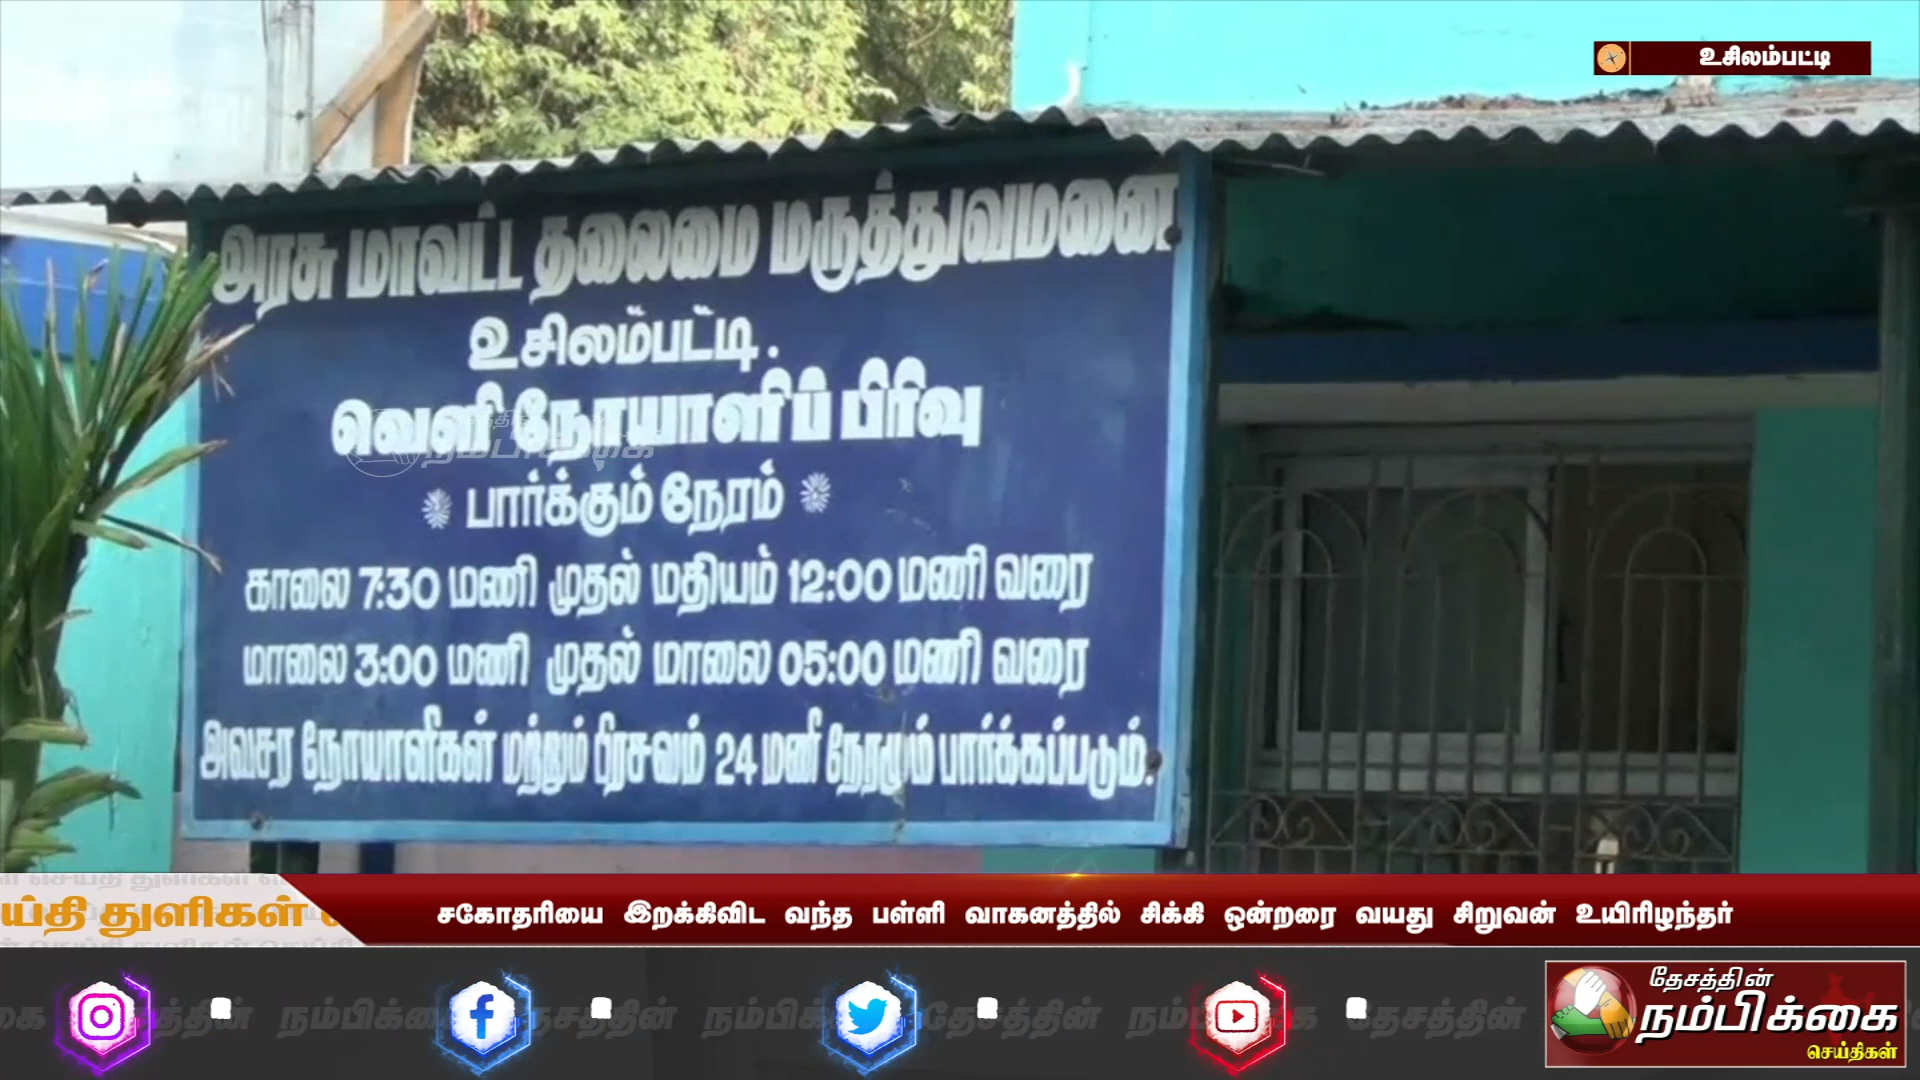 உசிலம்பட்டி
அரசு மாவட்ட தலைமை மருத்துவமனை
உசிலம்பட்டி.
வெளி நோயாளிப் பிரிவு
பார்க்கும் நேரம்
காலை 7:30 மணி முதல் மதியம் 12:00 மணி வரை
மாலை 3:00 மணி முதல் மாலை 05:00 மணி வரை
அவசர நோயாளிகள் மற்றும் பிரசவம் 24 மணி நேரமும் பார்க்கப்படும்.
ய்தி துளிகள்
சகோதரியை இறக்கிவிட வந்த பள்ளி வாகனத்தில் சிக்கி ஒன்றரை வயது சிறுவன் உயிரிழந்தர்
தேசத்தின்
நம்பிக்கை
செய்திகள்